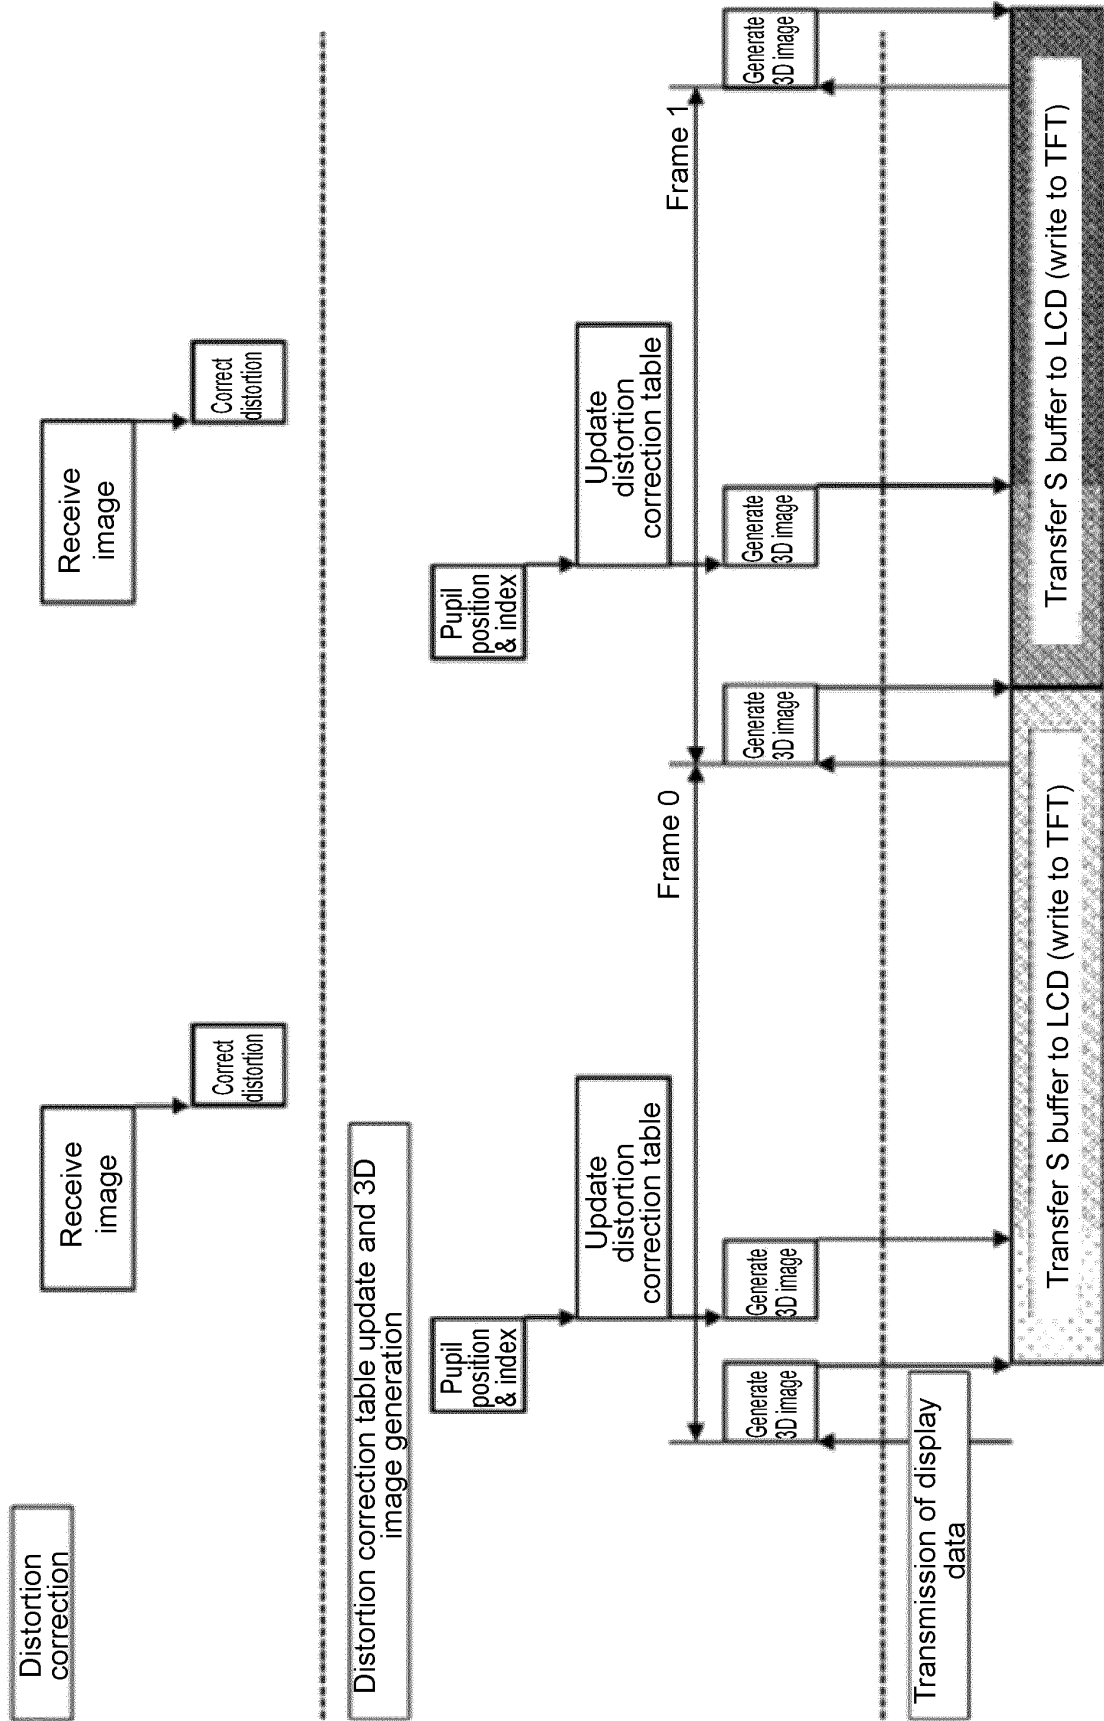 Distortion
correction
Receive
image
Correct
distortion
Receive
image
Correct
distortion
Distortion correction table update and 3D
image generation
Pupil
position
& index
Pupil
position
& index
Update
distortion
correction table
Update
distortion
correction table
Frame 0
Frame 1
Generate
3D image
Generate
3D image
Generate
3D image
Generate
3D image
Generate
3D image
Transmission of display
data
Transfer S buffer to LCD (write to TFT)
Transfer S buffer to LCD (write to TFT)